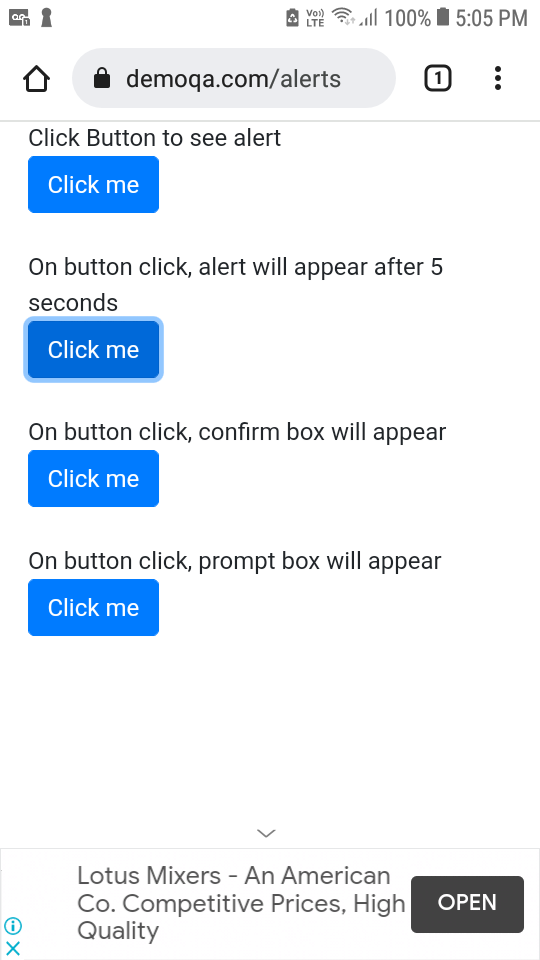 Vo))
LTE
100%
5:05 PM
demoqa.com/alerts
1
Click Button to see alert
Click me
On button click, alert will appear after 5
seconds
Click me
On button click, confirm box will appear
Click me
On button click, prompt box will appear
Click me
Lotus Mixers - An American
Co. Competitive Prices, High
Quality
OPEN